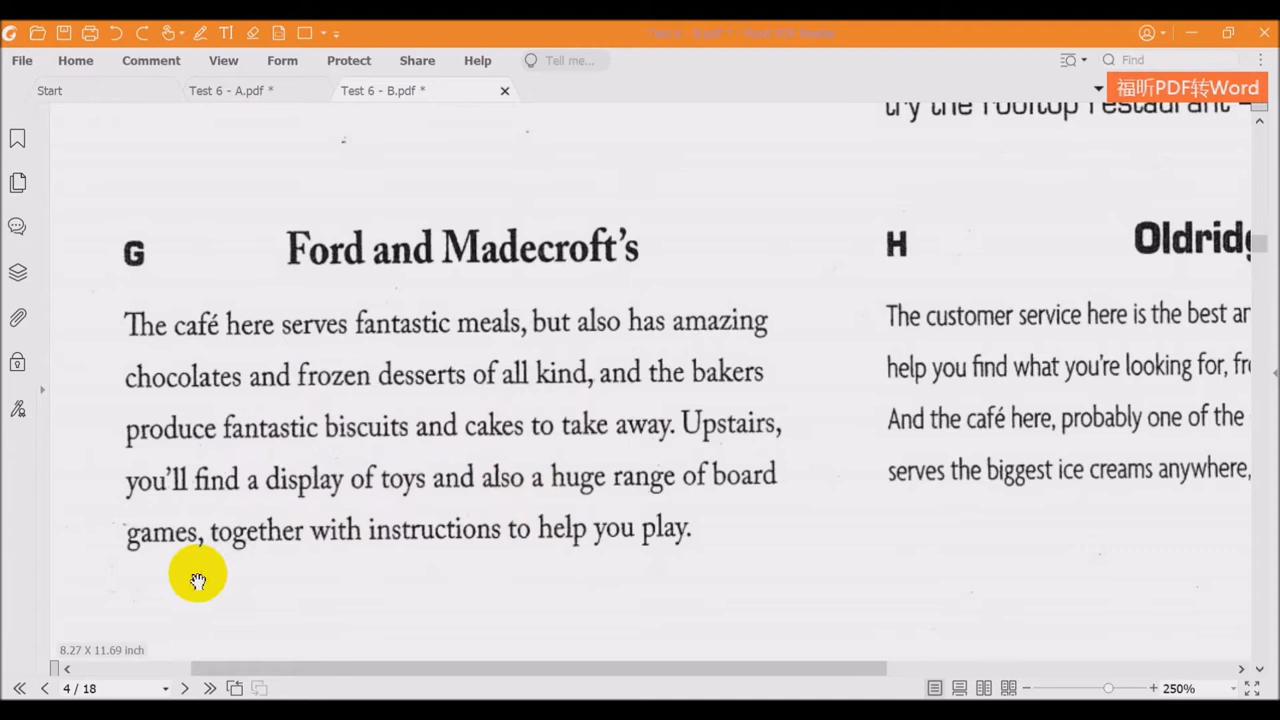 File Home Comment View Form Protect Share Help Tell me... Find
Start Test 6 - A.pdf * Test 6 - B.pdf *
福昕PDF转Word
try the rooftop restaurant
G Ford and Madecroft's
The café here serves fantastic meals, but also has amazing
chocolates and frozen desserts of all kind, and the bakers
produce fantastic biscuits and cakes to take away. Upstairs,
you'll find a display of toys and also a huge range of board
games, together with instructions to help you play.
H
The customer service here is the best
help you find what you're looking for,
And the café here, probably one of the
serves the biggest ice creams anywhere,
8.27 X 11.69 inch
4 / 18
250%